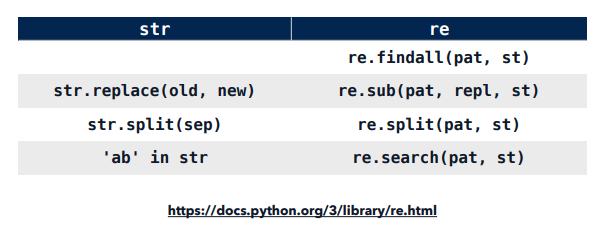 str re
re.findall(pat, st)
str.replace(old, new) re.sub(pat, repl, st)
str.split(sep) re.split(pat, st)
'ab' in str re.search(pat, st)
https://docs.python.org/3/library/re.html